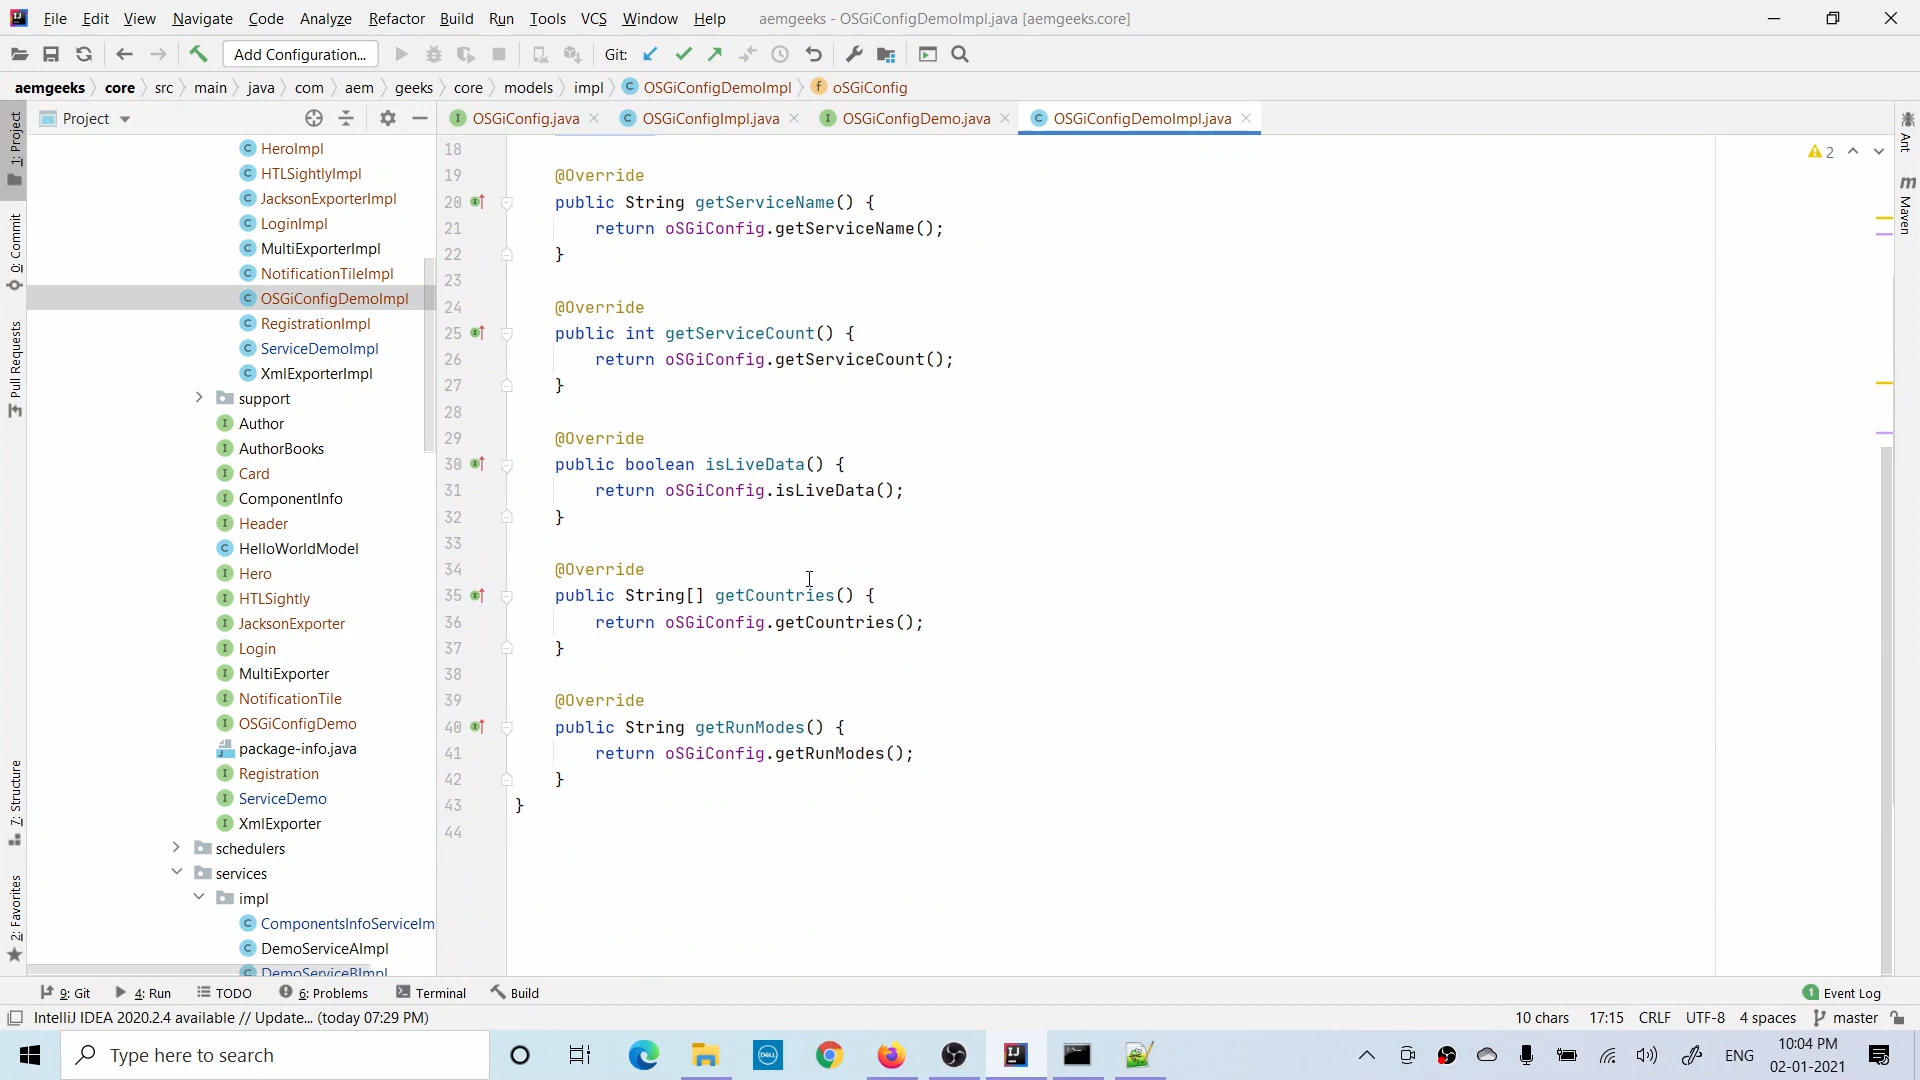 File Edit View Navigate Code Analyze Refactor Build Run Tools VCS Window Help aemgeeks - OSGiConfigDemoImpl.java [aemgeeks.core]
Add Configuration... Git:
aemgeeks core src main java com aem geeks core models impl OSGiConfigDemoImpl oSGiConfig
Project OSGiConfig.java OSGiConfigImpl.java OSGiConfigDemo.java OSGiConfigDemoImpl.java
1: Project
0: Commit
Pull Requests
7: Structure
2: Favorites
HeroImpl
HTLSightlyImpl
JacksonExporterImpl
LoginImpl
MultiExporterImpl
NotificationTileImpl
OSGiConfigDemoImpl
RegistrationImpl
ServiceDemoImpl
XmlExporterImpl
support
Author
AuthorBooks
Card
ComponentInfo
Header
HelloWorldModel
Hero
HTLSightly
JacksonExporter
Login
MultiExporter
NotificationTile
OSGiConfigDemo
package-info.java
Registration
ServiceDemo
XmlExporter
schedulers
services
impl
ComponentsInfoServiceIm
DemoServiceAImpl
DemoServiceBImpl
18
19 @Override
20 public String getServiceName() {
21 return oSGiConfig.getServiceName();
22 }
23
24 @Override
25 public int getServiceCount() {
26 return oSGiConfig.getServiceCount();
27 }
28
29 @Override
30 public boolean isLiveData() {
31 return oSGiConfig.isLiveData();
32 }
33
34 @Override
35 public String[] getCountries() {
36 return oSGiConfig.getCountries();
37 }
38
39 @Override
40 public String getRunModes() {
41 return oSGiConfig.getRunModes();
42 }
43 }
44
2
Ant
m Maven
9: Git 4: Run TODO 6: Problems Terminal Build 1 Event Log
IntelliJ IDEA 2020.2.4 available // Update... (today 07:29 PM) 10 chars 17:15 CRLF UTF-8 4 spaces master
Type here to search DELL IJ ENG 10:04 PM
02-01-2021